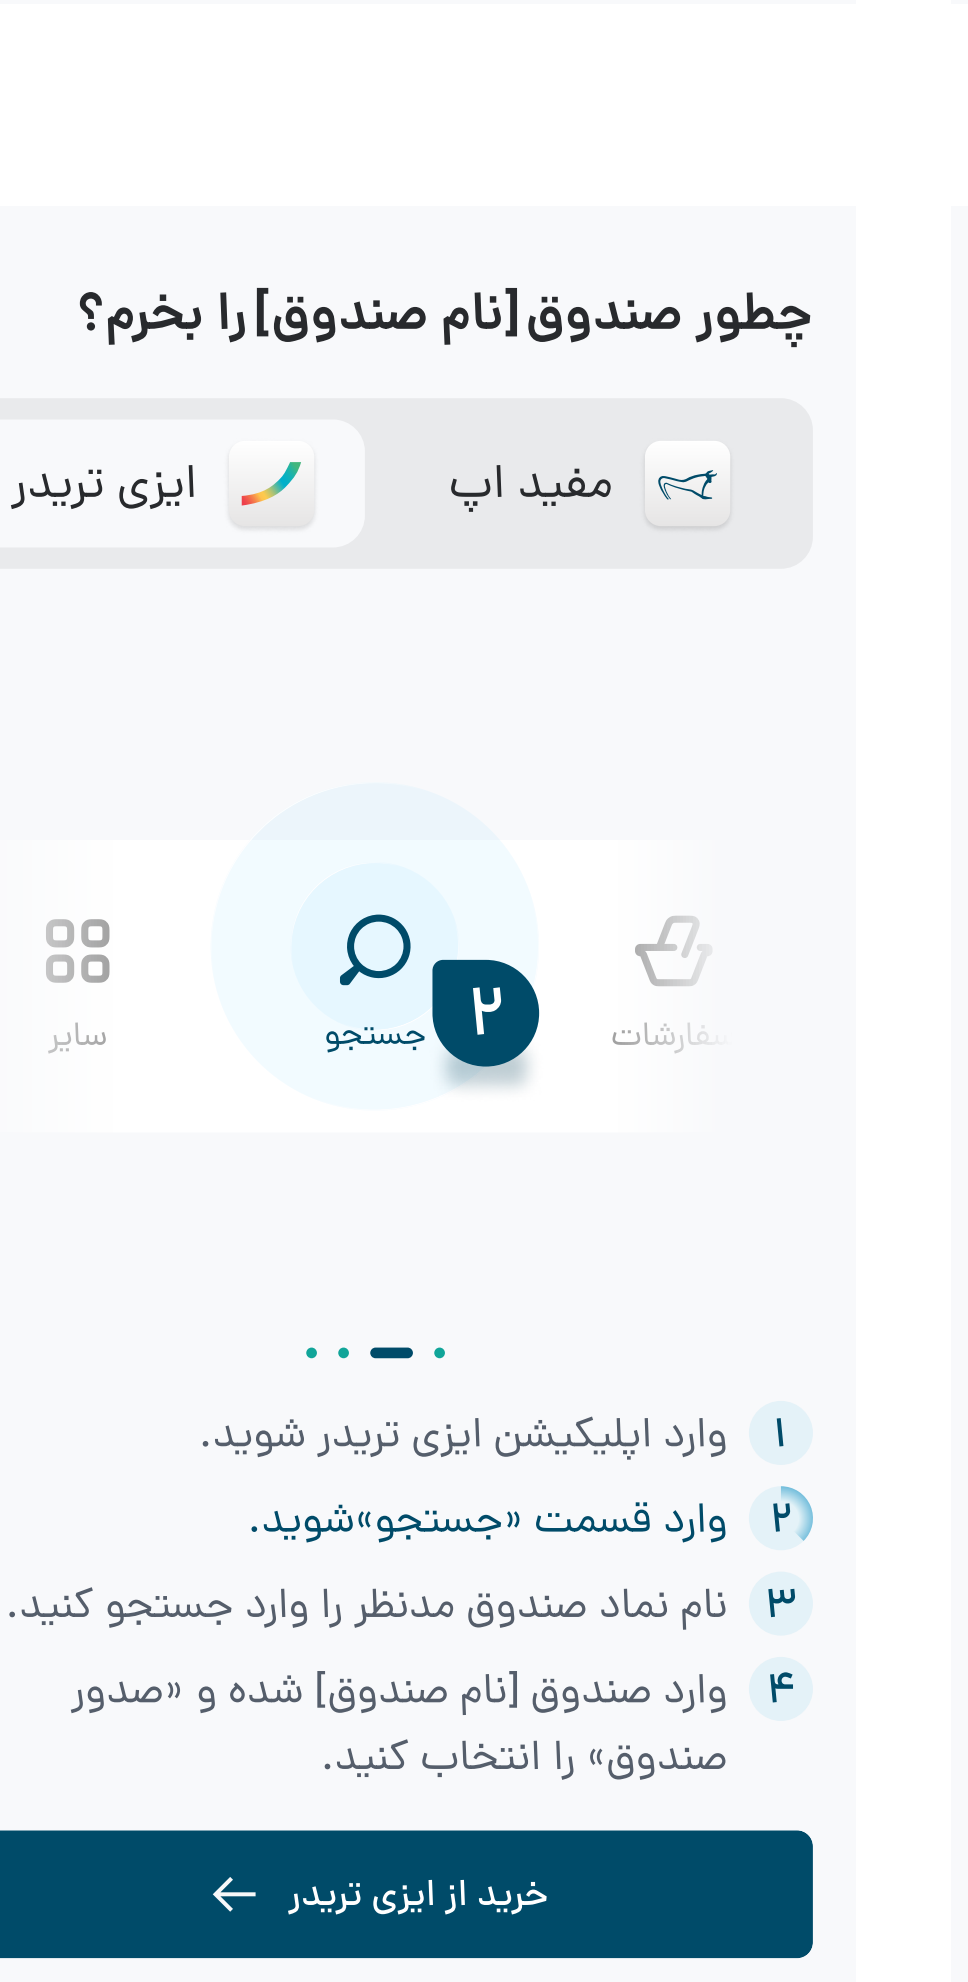 چطور صندوق[نام صندوق]را بخرم؟
مفید اپ
ایزی تریدر
سفارشات
جستجو
۲
سایر
۱ وارد اپلیکیشن ایزی تریدر شوید.
۲ وارد قسمت «جستجو»شوید.
۳ نام نماد صندوق مدنظر را وارد جستجو کنید.
۴ وارد صندوق [نام صندوق] شده و «صدور
صندوق» را انتخاب کنید.
خرید از ایزی تریدر